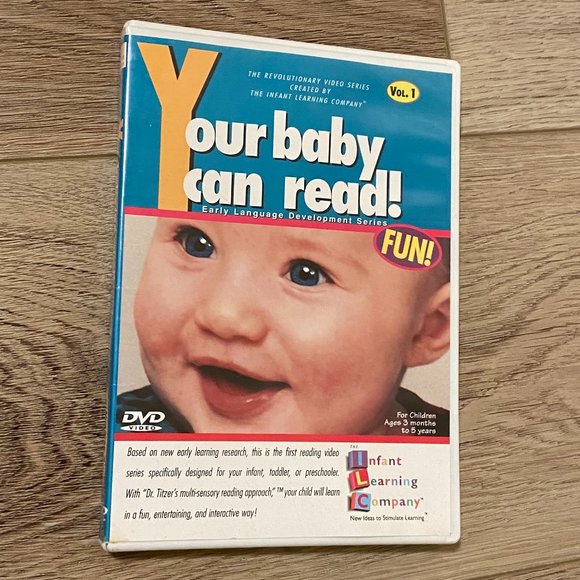 THE REVOLUTIONARY VIDEO SERIES
CREATED BY
THE INFANT LEARNING COMPANY™
VOL. 1
Your baby
can read!
Early Language Development Series
FUN!
For Children
Ages 3 months
to 5 years
DVD
VIDEO
Based on new early learning research, this is the first reading video
series specifically designed for your infant, toddler, or preschooler.
With "Dr. Titzer's multi-sensory reading approach,"™ your child will learn
in a fun, entertaining, and interactive way!
THE
Infant
Learning
Company™
New Ideas to Stimulate Learning™